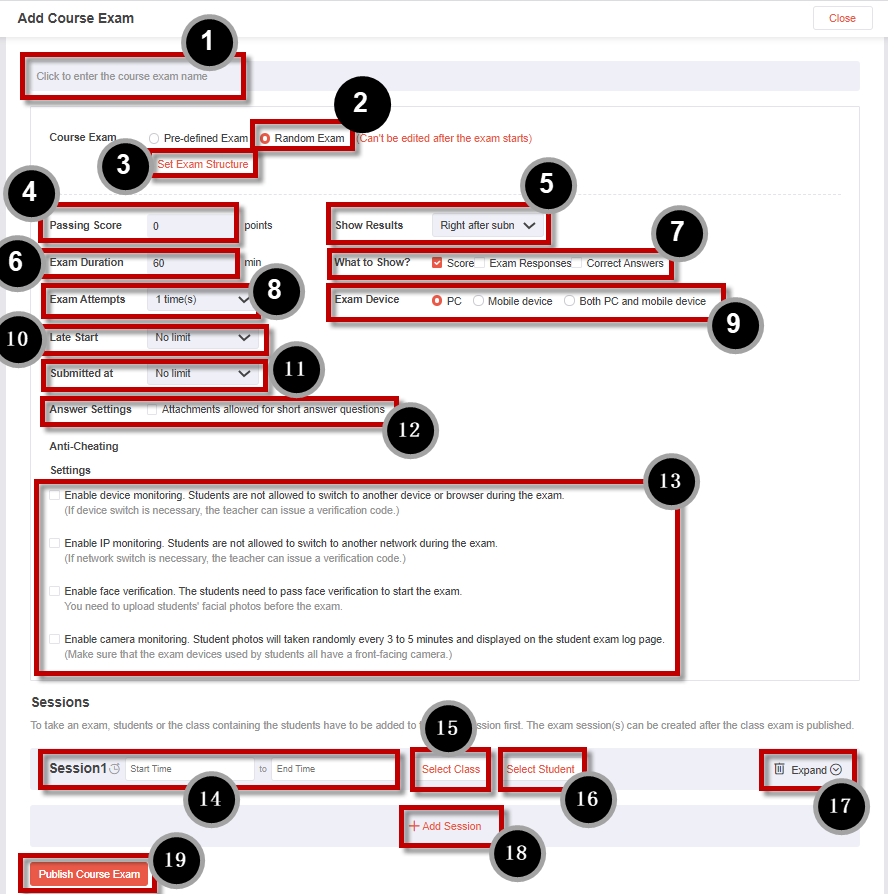 Add Course Exam
Close
1
Click to enter the course exam name
2
Course Exam Pre-defined Exam Random Exam (Can't be edited after the exam starts)
3
Set Exam Structure
4
5
Passing Score 0 points
Show Results Right after subn
6
7
Exam Duration 60 min
What to Show? Score Exam Responses Correct Answers
8
Exam Attempts 1 time(s)
Exam Device PC Mobile device Both PC and mobile device
9
10
Late Start No limit
11
Submitted at No limit
Answer Settings Attachments allowed for short answer questions
12
Anti-Cheating
Settings
13
Enable device monitoring. Students are not allowed to switch to another device or browser during the exam.
(If device switch is necessary, the teacher can issue a verification code.)
Enable IP monitoring. Students are not allowed to switch to another network during the exam.
(If network switch is necessary, the teacher can issue a verification code.)
Enable face verification. The students need to pass face verification to start the exam.
You need to upload students' facial photos before the exam.
Enable camera monitoring. Student photos will taken randomly every 3 to 5 minutes and displayed on the student exam log page.
(Make sure that the exam devices used by students all have a front-facing camera.)
Sessions
To take an exam, students or the class containing the students have to be added to ssion first. The exam session(s) can be created after the class exam is published.
15
Session1 Start Time to End Time
Select Class
Select Student
Expand
14
16
17
+ Add Session
18
19
Publish Course Exam